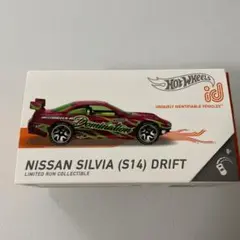 Hot Wheels
id
UNIQUELY IDENTIFIABLE VEHICLES
NISSAN SILVIA (S14) DRIFT
LIMITED RUN COLLECTIBLE